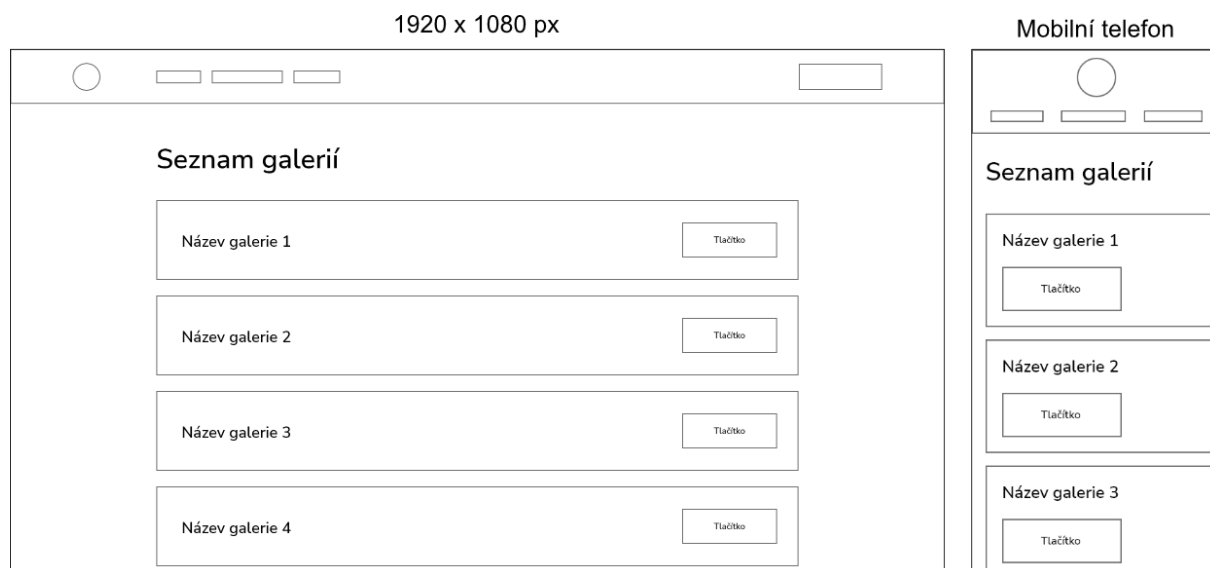 1920 x 1080 px
Seznam galerií
Název galerie 1
Tlačítko
Název galerie 2
Tlačítko
Název galerie 3
Tlačítko
Název galerie 4
Tlačítko
Mobilní telefon
Seznam galerií
Název galerie 1
Tlačítko
Název galerie 2
Tlačítko
Název galerie 3
Tlačítko